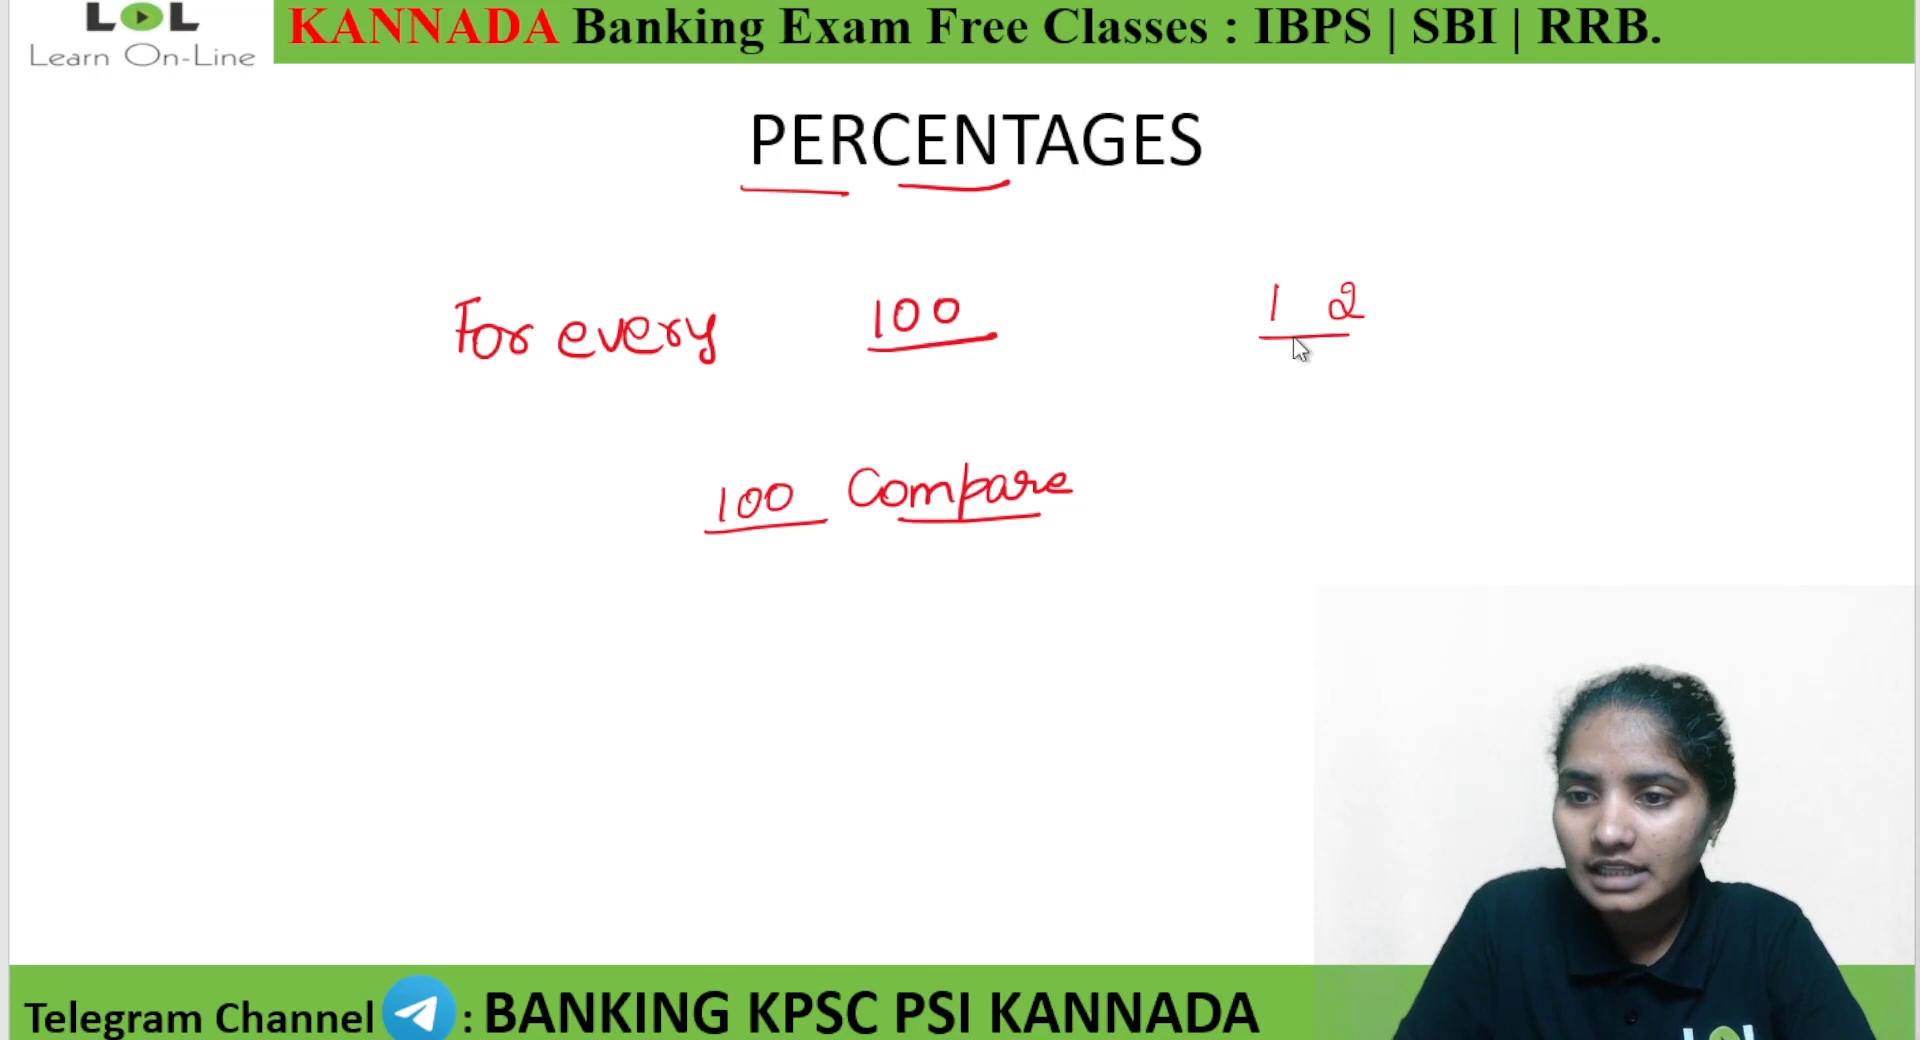 LOL
Learn On-Line
KANNADA Banking Exam Free Classes : IBPS | SBI | RRB.
PERCENTAGES
For every 100 1 2
100 Compare
Telegram Channel : BANKING KPSC PSI KANNADA